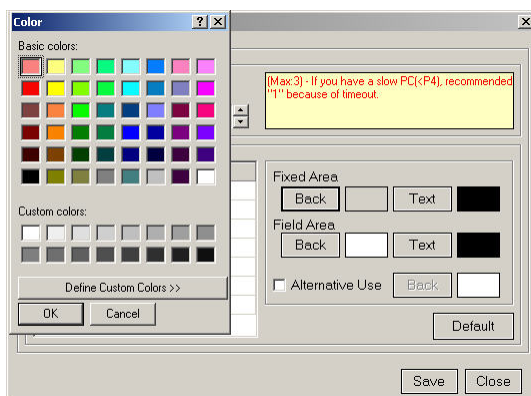 Color
Basic colors:
Custom colors:
Define Custom Colors >>
OK
Cancel
(Max:3) - If you have a slow PC(<P4), recommended
"1" because of timeout.
Fixed Area
Back
Text
Field Area
Back
Text
Alternative Use
Back
Default
Save
Close